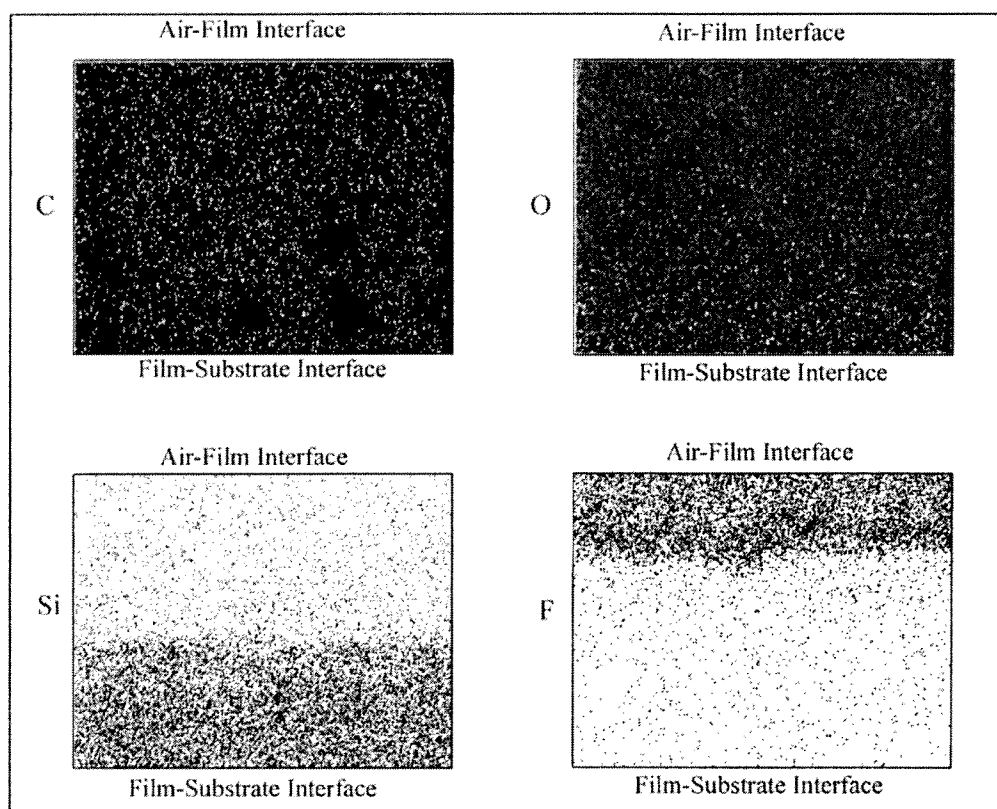 Air-Film Interface
Air-Film Interface
C
O
Film-Substrate Interface
Film-Substrate Interface
Air-Film Interface
Air-Film Interface
Si
F
Film-Substrate Interface
Film-Substrate Interface